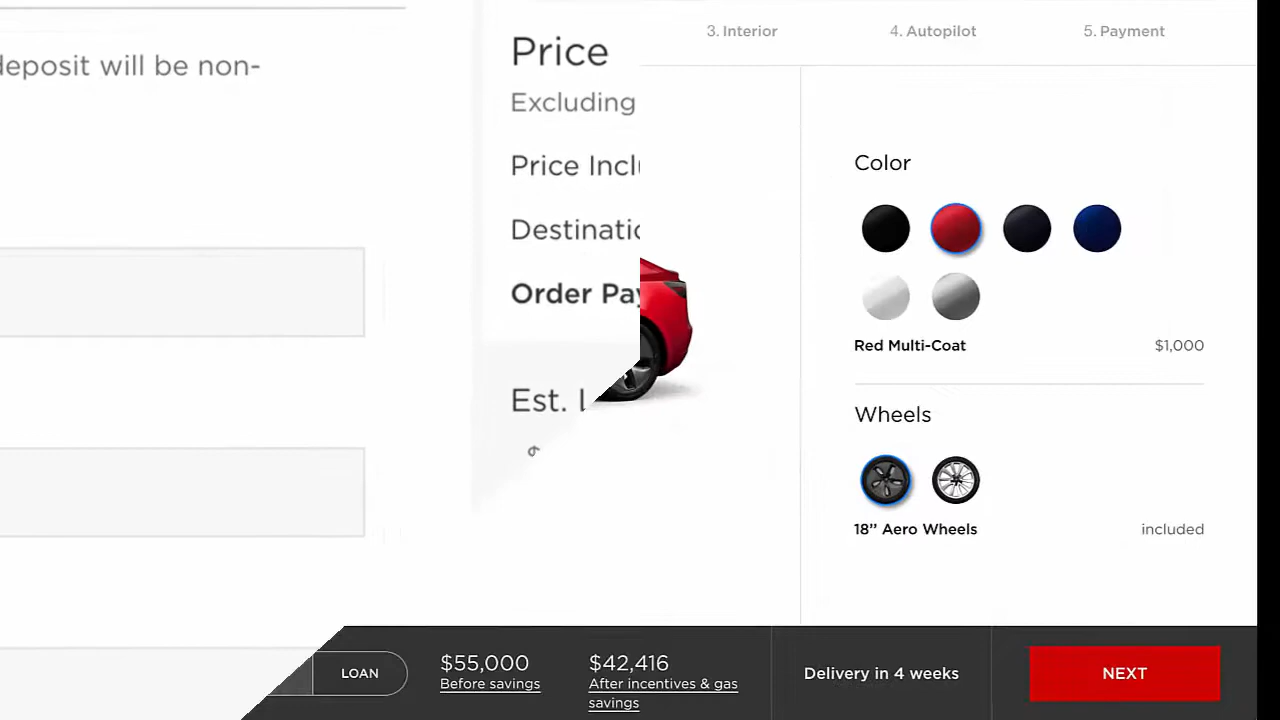 deposit will be non-
Price
Excluding
Price Incl
Destinatio
Order Pay
Est. L
3. Interior
4. Autopilot
5. Payment
Color
Red Multi-Coat
$1,000
Wheels
18” Aero Wheels
included
LOAN
$55,000
Before savings
$42,416
After incentives & gas
savings
Delivery in 4 weeks
NEXT